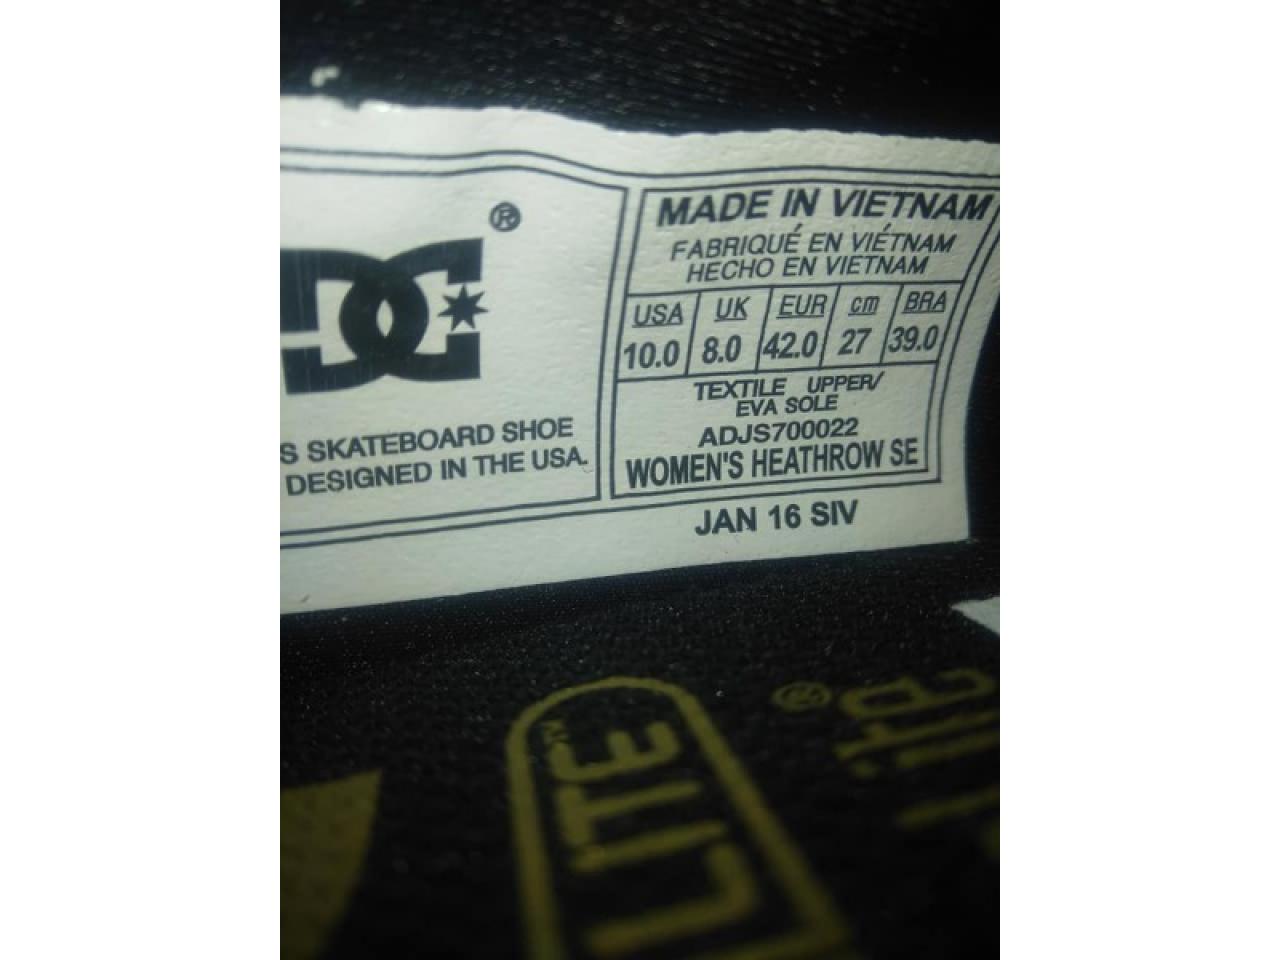 ®
DC
S SKATEBOARD SHOE
DESIGNED IN THE USA.
MADE IN VIETNAM
FABRIQUÉ EN VIÉTNAM
HECHO EN VIETNAM
USA UK EUR cm BRA
10.0 8.0 42.0 27 39.0
TEXTILE UPPER/
EVA SOLE
ADJS700022
WOMEN'S HEATHROW SE
JAN 16 SIV
LITE™
®